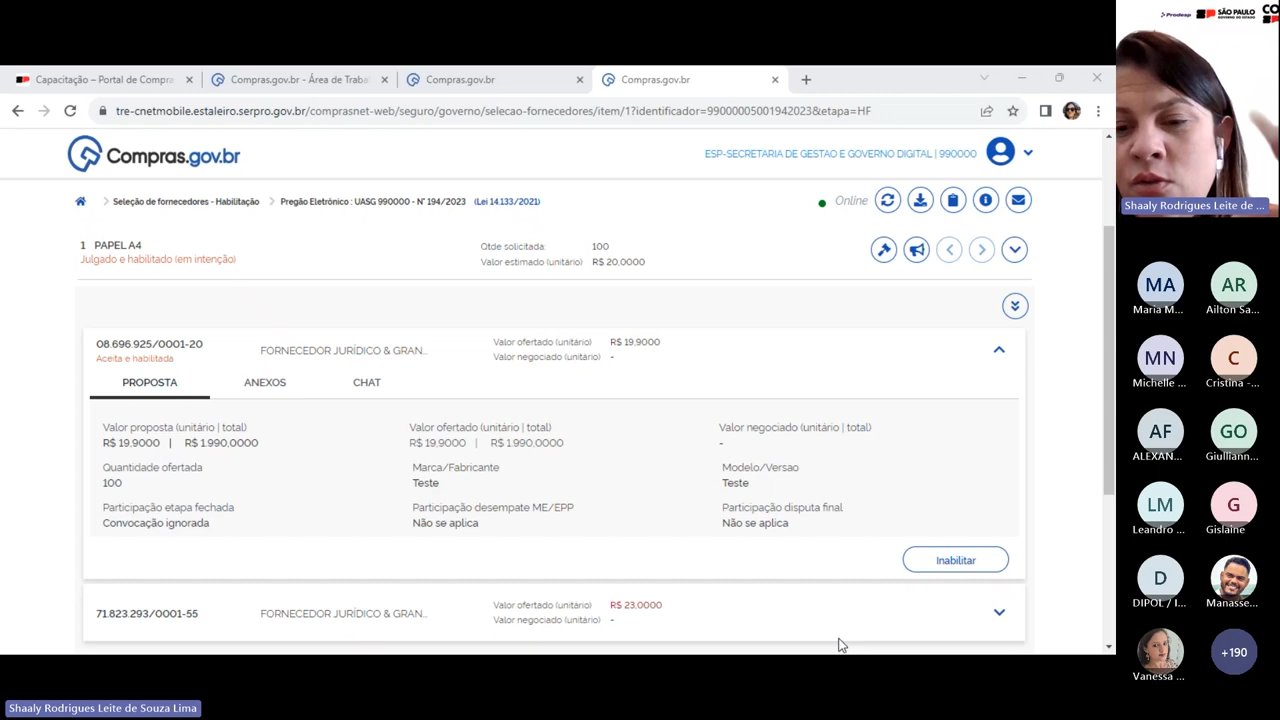 Prodesp SÃO PAULO
GOVERNO DO ESTADO
Capacitação – Portal de Compra
Compras.gov.br - Área de Traba
Compras.gov.br
Compras.gov.br
tre-cnetmobile.estaleiro.serpro.gov.br/comprasnet-web/seguro/governo/selecao-fornecedores/item/1?identificador=99000005001942023&etapa=HF
Compras.gov.br
ESP-SECRETARIA DE GESTAO E GOVERNO DIGITAL | 990000
Seleção de fornecedores - Habilitação
Pregão Eletrônico : UASG 990000 - N° 194/2023 (Lei 14.133/2021)
Online
1 PAPEL A4
Julgado e habilitado (em intenção)
Qtde solicitada: 100
Valor estimado (unitário) R$ 20,0000
08.696.925/0001-20
Aceita e habilitada
FORNECEDOR JURÍDICO & GRAN...
Valor ofertado (unitário) R$ 19,9000
Valor negociado (unitário) -
PROPOSTA ANEXOS CHAT
Valor proposta (unitário | total) Valor ofertado (unitário | total) Valor negociado (unitário | total)
R$ 19,9000 | R$ 1.990,0000 R$ 19,9000 | R$ 1.990,0000 -
Quantidade ofertada Marca/Fabricante Modelo/Versao
100 Teste Teste
Participação etapa fechada Participação desempate ME/EPP Participação disputa final
Convocação ignorada Não se aplica Não se aplica
Inabilitar
71.823.293/0001-55 FORNECEDOR JURÍDICO & GRAN...
Valor ofertado (unitário) R$ 23,0000
Valor negociado (unitário) -
Shaaly Rodrigues Leite de Souza Lima
CO
Shaaly Rodrigues Leite de ...
MA AR
Maria M... Ailton Sa...
MN C
Michelle ... Cristina -...
AF GO
ALEXAN... Giulliann...
LM G
Leandro ... Gislaine
D
DIPOL / I... Manasse...
+190
Vanessa ...